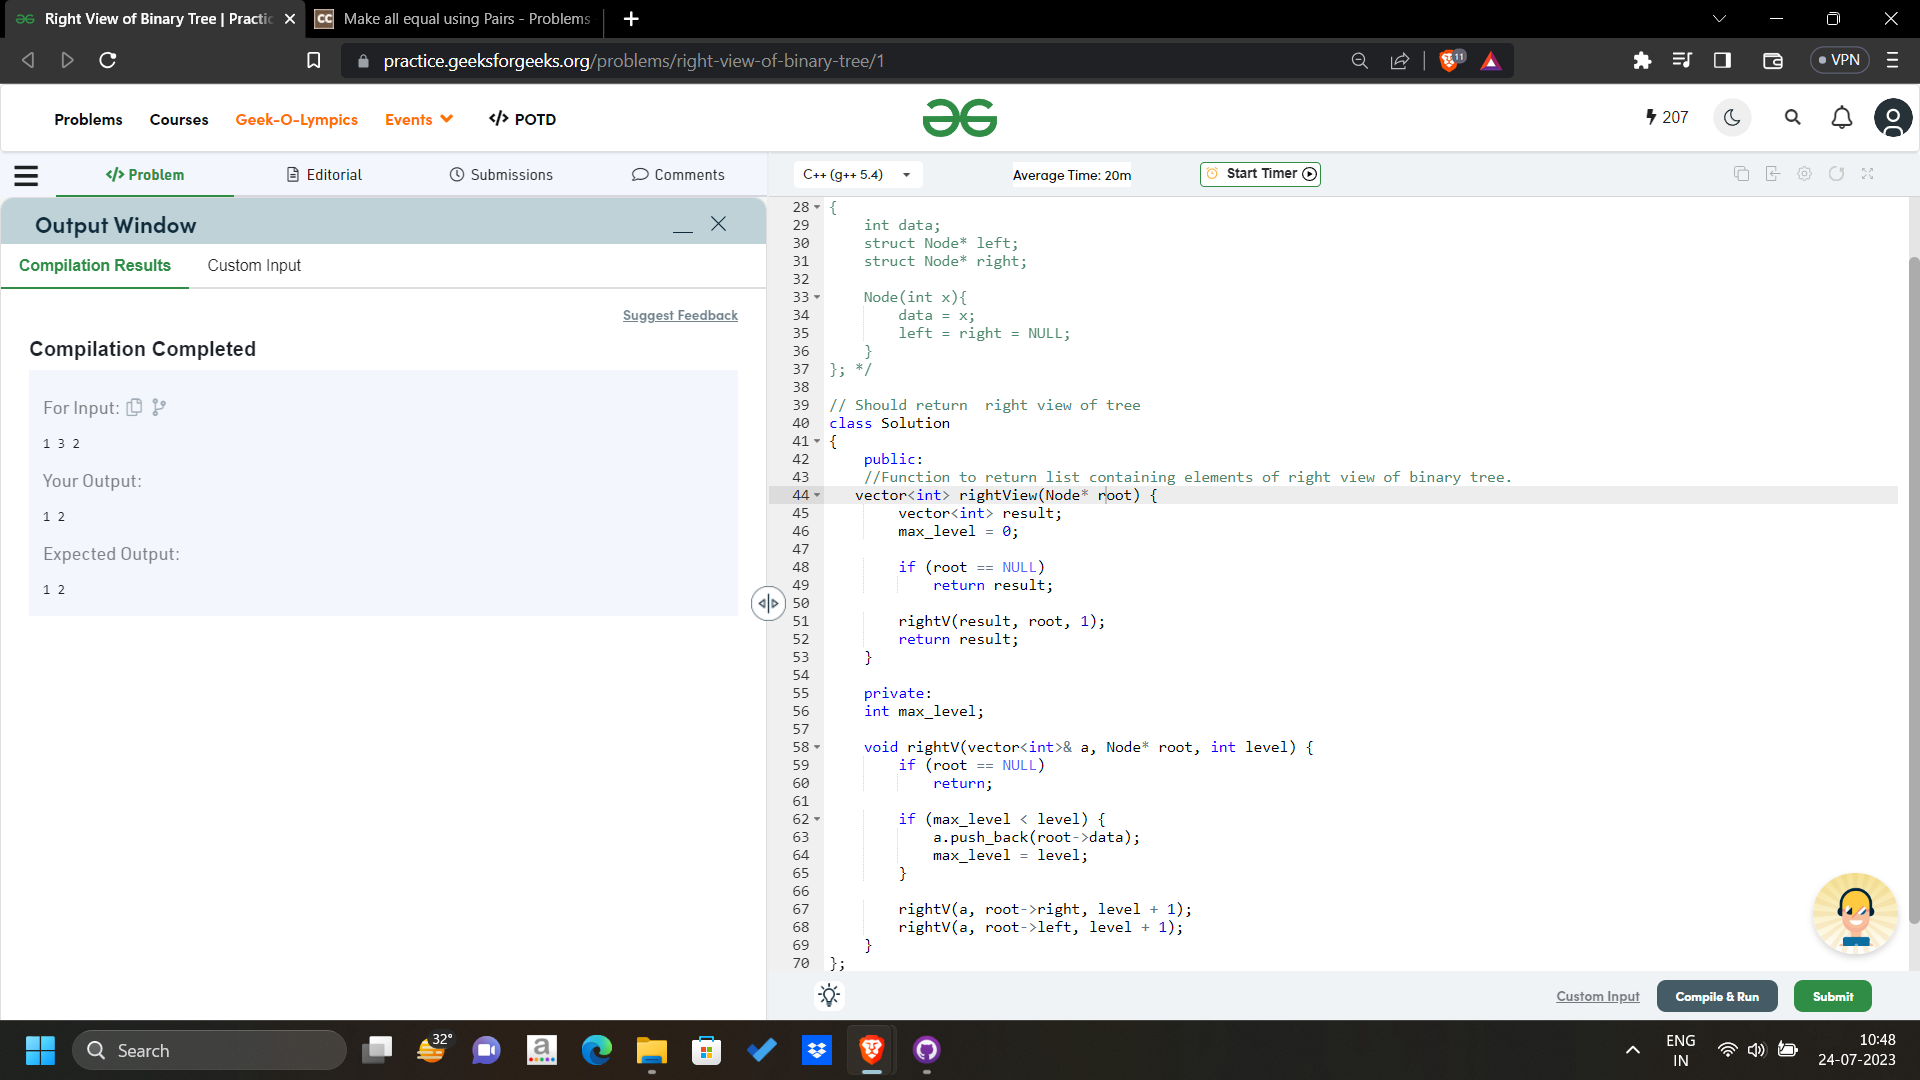 Right View of Binary Tree | Practic
Make all equal using Pairs - Problems
practice.geeksforgeeks.org/problems/right-view-of-binary-tree/1
11
VPN
Problems
Courses
Geek-O-Lympics
Events
</> POTD
207
</> Problem
Editorial
Submissions
Comments
C++ (g++ 5.4)
Average Time: 20m
Start Timer
Output Window
Compilation Results
Custom Input
Suggest Feedback
Compilation Completed
For Input:
1 3 2
Your Output:
1 2
Expected Output:
1 2
28 {
29 int data;
30 struct Node* left;
31 struct Node* right;
32
33 Node(int x){
34 data = x;
35 left = right = NULL;
36 }
37 }; */
38
39 // Should return  right view of tree
40 class Solution
41 {
42 public:
43 //Function to return list containing elements of right view of binary tree.
44 vector<int> rightView(Node* root) {
45 vector<int> result;
46 max_level = 0;
47
48 if (root == NULL)
49 return result;
50
51 rightV(result, root, 1);
52 return result;
53 }
54
55 private:
56 int max_level;
57
58 void rightV(vector<int>& a, Node* root, int level) {
59 if (root == NULL)
60 return;
61
62 if (max_level < level) {
63 a.push_back(root->data);
64 max_level = level;
65 }
66
67 rightV(a, root->right, level + 1);
68 rightV(a, root->left, level + 1);
69 }
70 };
Custom Input
Compile & Run
Submit
Search
32°
a
ENG
IN
10:48
24-07-2023